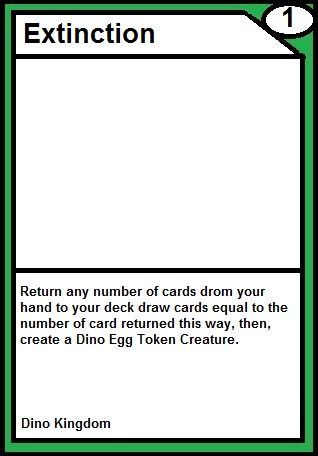 Extinction
1
Return any number of cards drom your
hand to your deck draw cards equal to the
number of card returned this way, then,
create a Dino Egg Token Creature.
Dino Kingdom